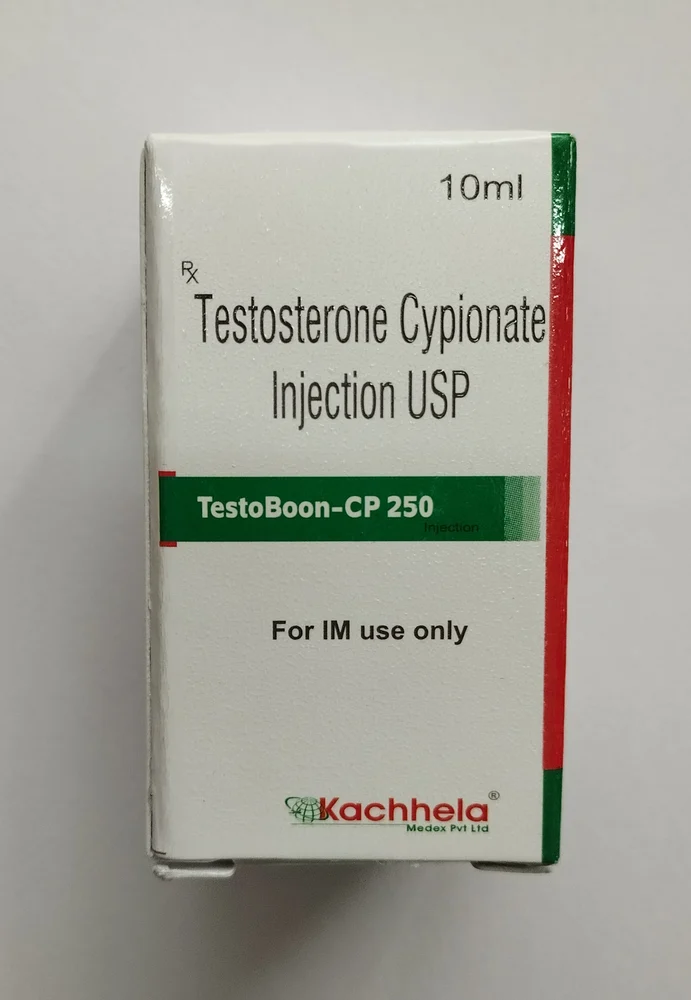 10ml
Rx
Testosterone Cypionate
Injection USP
TestoBoon-CP 250
Injection
For IM use only
Kachhela®
Medex Pvt Ltd